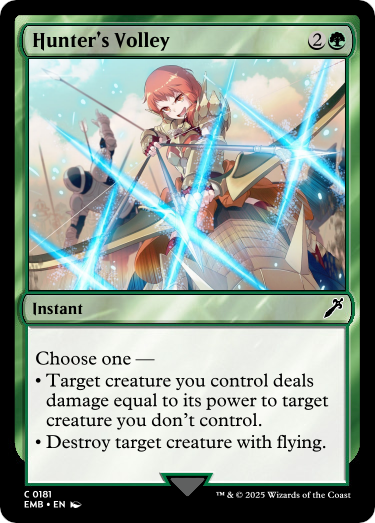 Hunter's Volley 2
Instant
Choose one —
• Target creature you control deals
damage equal to its power to target
creature you don't control.
• Destroy target creature with flying.
C 0181
EMB • EN
™ & © 2025 Wizards of the Coast